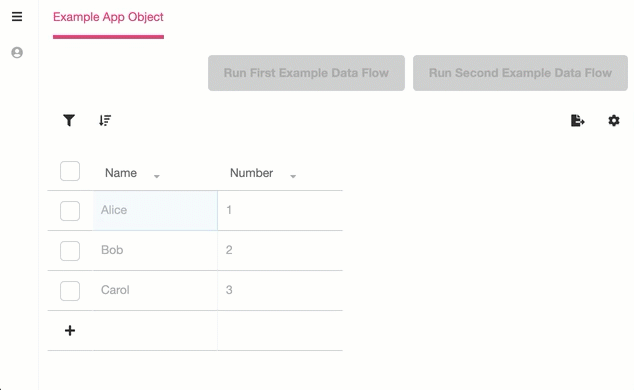 Example App Object
Run First Example Data Flow Run Second Example Data Flow
Name Number
Alice 1
Bob 2
Carol 3